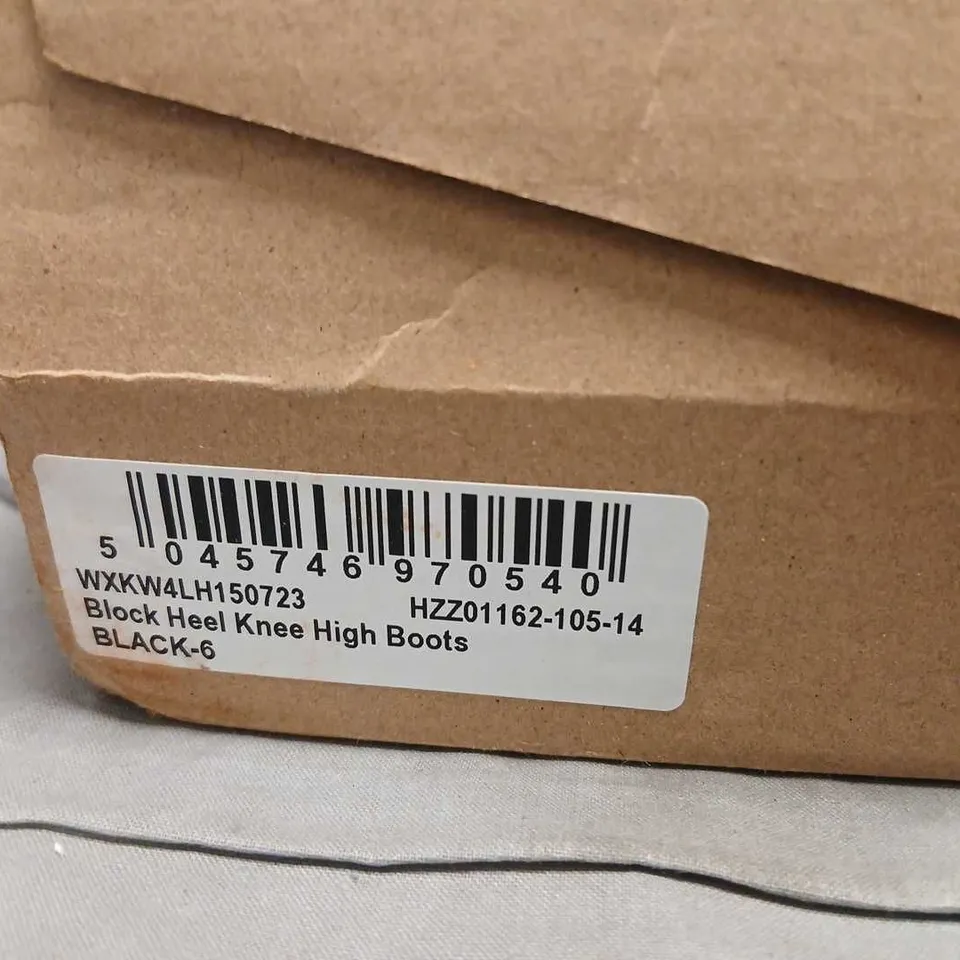 5 045746 970540
WXKW4LH150723 HZZ01162-105-14
Block Heel Knee High Boots
BLACK-6